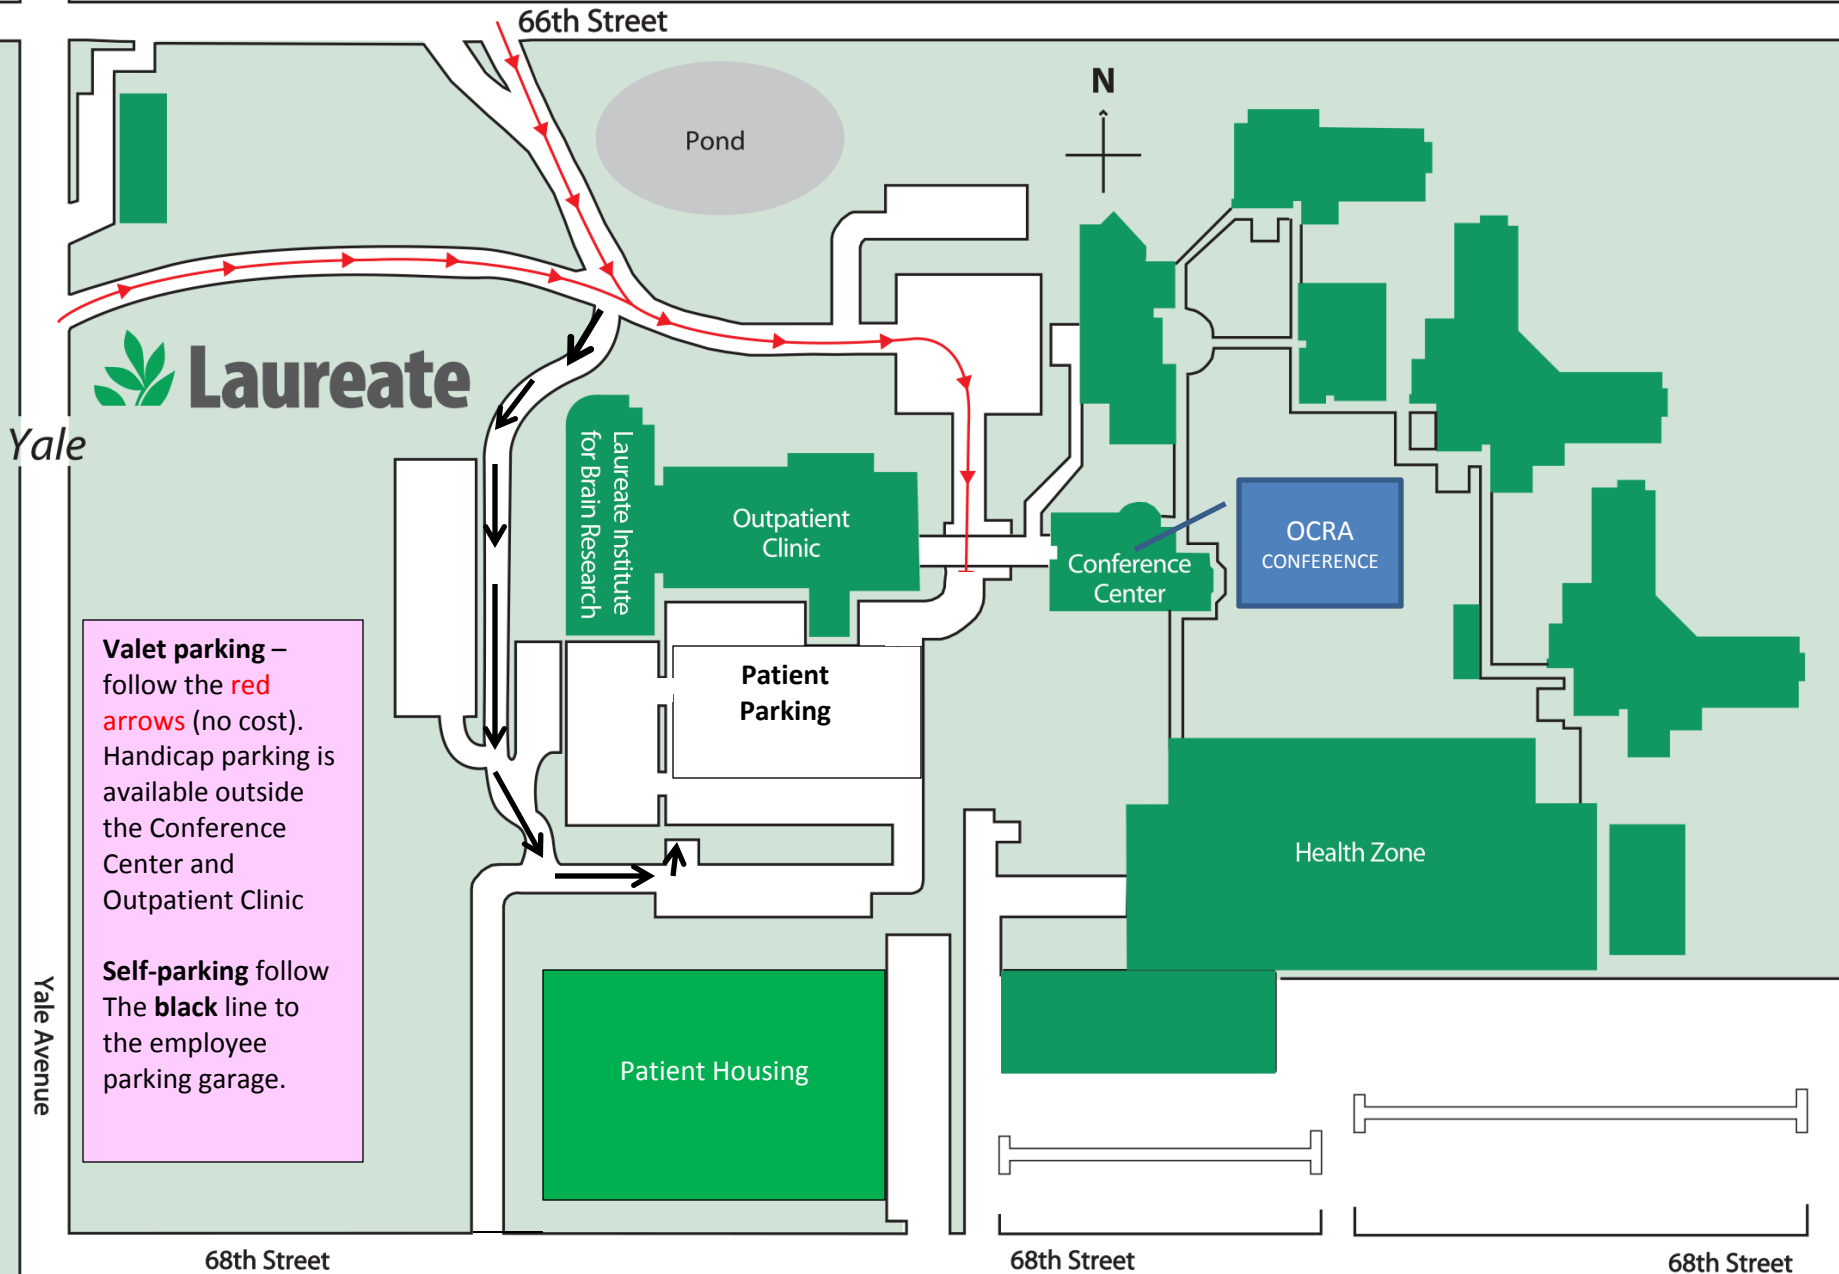 66th Street
N
Pond
Laureate
Yale
Laureate Institute
for Brain Research
Outpatient
Clinic
OCRA
CONFERENCE
Conference
Center
Valet parking –
follow the red
arrows (no cost).
Handicap parking is
available outside
the Conference
Center and
Outpatient Clinic
Self-parking follow
The black line to
the employee
parking garage.
Patient
Parking
Health Zone
Yale Avenue
Patient Housing
68th Street
68th Street
68th Street